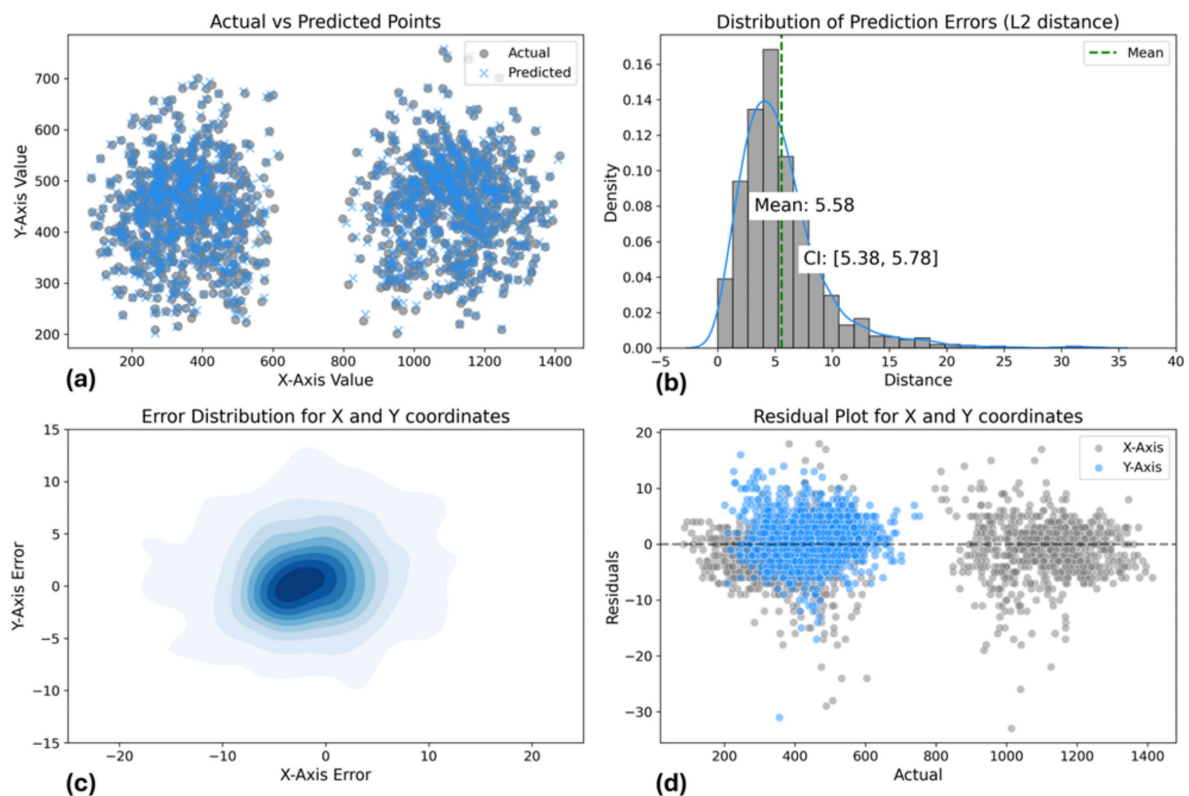 Actual vs Predicted Points
Actual
Predicted
Y-Axis Value
700
600
500
400
300
200
200 400 600 800 1000 1200 1400
X-Axis Value
(a)
Distribution of Prediction Errors (L2 distance)
Mean
Density
0.16
0.14
0.12
0.10
0.08
0.06
0.04
0.02
0.00
Mean: 5.58
CI: [5.38, 5.78]
−5 0 5 10 15 20 25 30 35 40
Distance
(b)
Error Distribution for X and Y coordinates
Y-Axis Error
15
10
5
0
−5
−10
−15
−20 −10 0 10 20
X-Axis Error
(c)
Residual Plot for X and Y coordinates
X-Axis
Y-Axis
Residuals
20
10
0
−10
−20
−30
200 400 600 800 1000 1200 1400
Actual
(d)